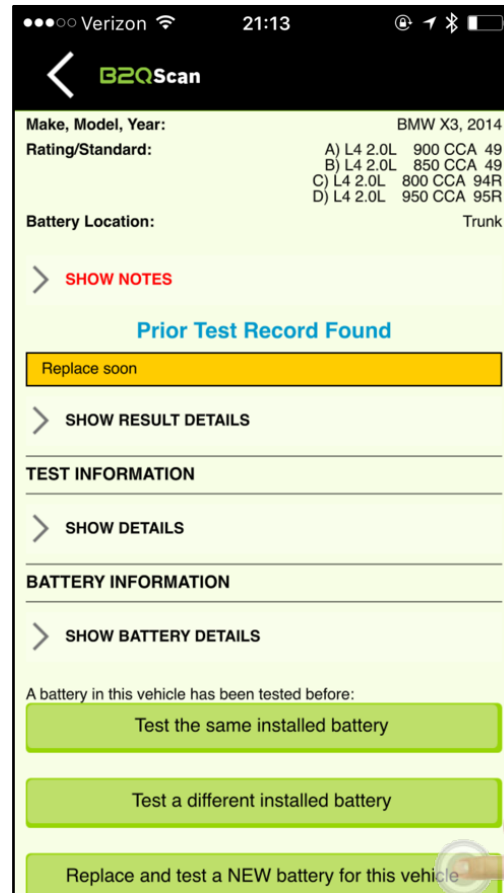 Verizon 21:13
B2QScan
Make, Model, Year: BMW X3, 2014
Rating/Standard: A) L4 2.0L 900 CCA 49
B) L4 2.0L 850 CCA 49
C) L4 2.0L 800 CCA 94R
D) L4 2.0L 950 CCA 95R
Battery Location: Trunk
SHOW NOTES
Prior Test Record Found
Replace soon
SHOW RESULT DETAILS
TEST INFORMATION
SHOW DETAILS
BATTERY INFORMATION
SHOW BATTERY DETAILS
A battery in this vehicle has been tested before:
Test the same installed battery
Test a different installed battery
Replace and test a NEW battery for this vehicle